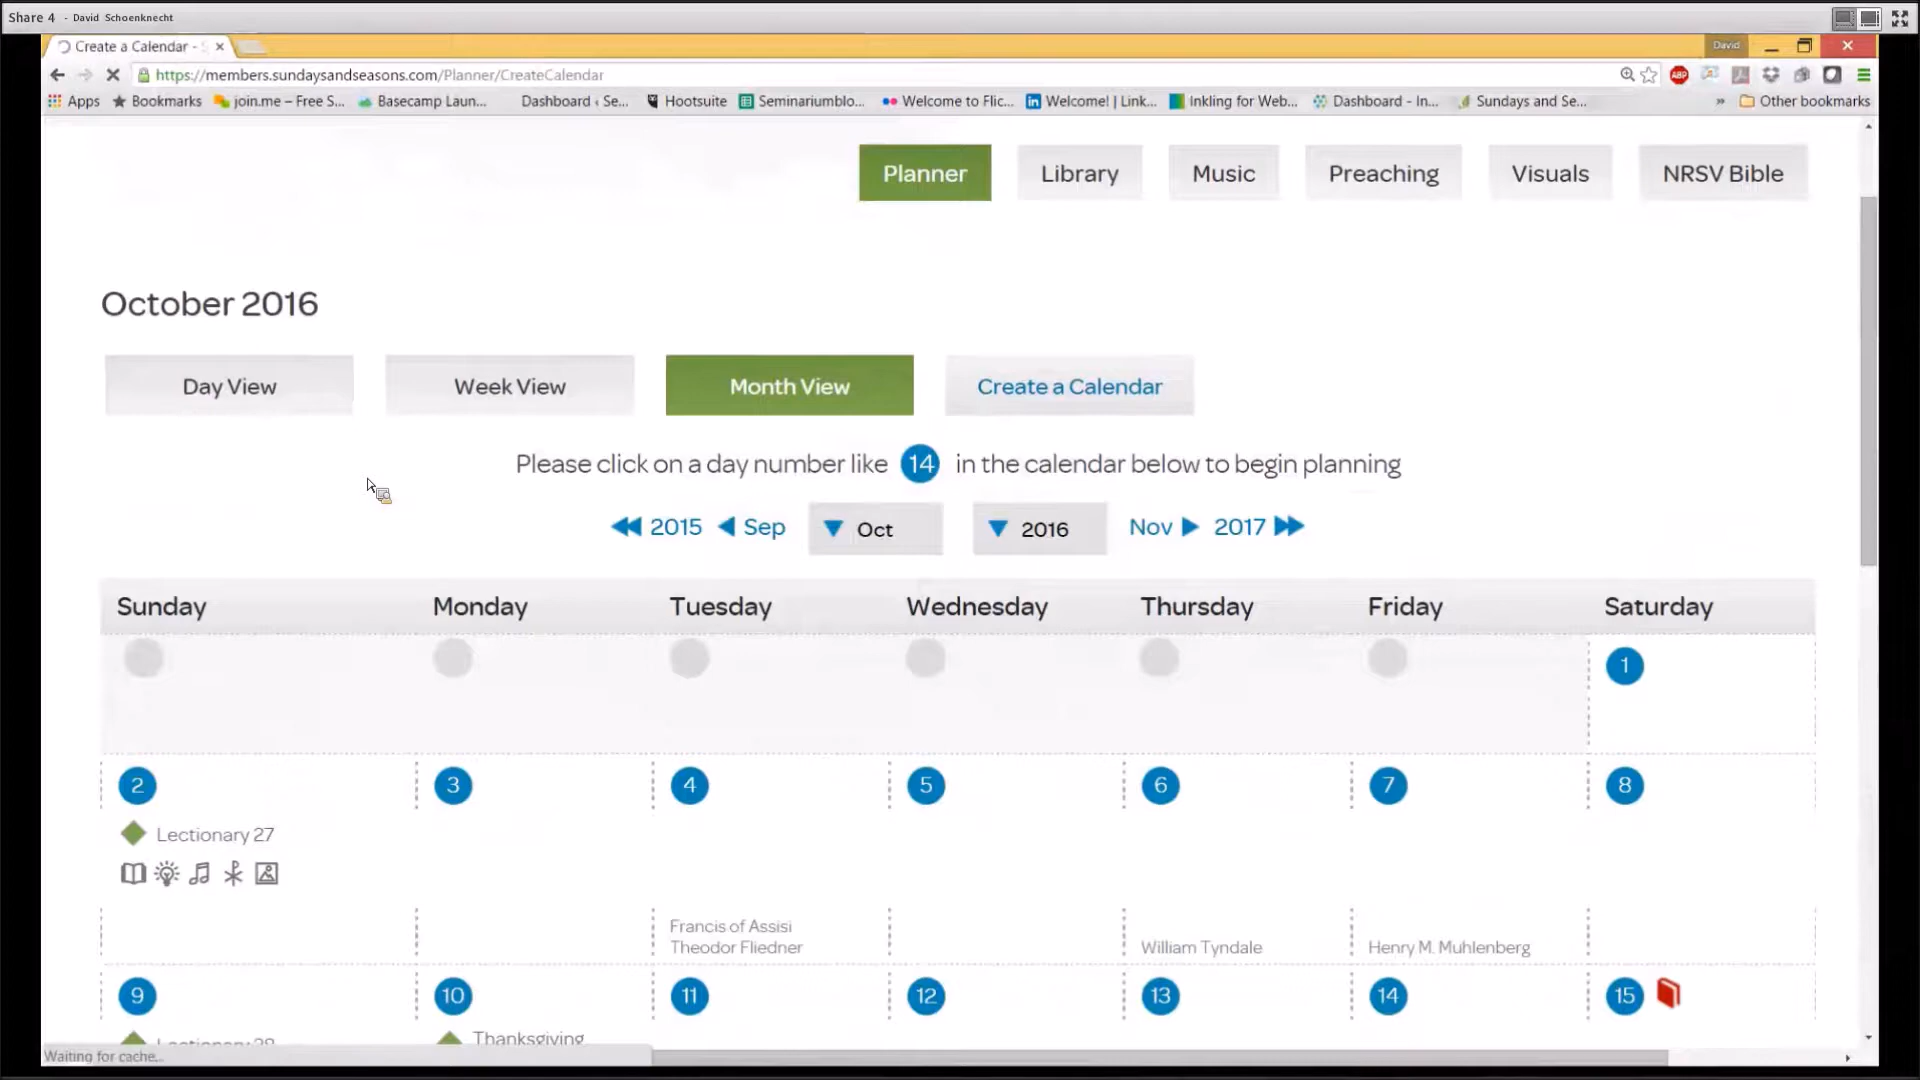 Share 4 - David Schoenknecht
Create a Calendar - S
David
https://members.sundaysandseasons.com/Planner/CreateCalendar
ABP
Apps Bookmarks join.me – Free S... Basecamp Laun... Dashboard ‹ Se... Hootsuite Seminariumblo... Welcome to Flic... Welcome! | Link... Inkling for Web... Dashboard - In... Sundays and Se... » Other bookmarks
Planner Library Music Preaching Visuals NRSV Bible
October 2016
Day View Week View Month View Create a Calendar
Please click on a day number like 14 in the calendar below to begin planning
2015 Sep Oct 2016 Nov 2017
Sunday Monday Tuesday Wednesday Thursday Friday Saturday
1
2 3 4 5 6 7 8
Lectionary 27
Francis of Assisi
Theodor Fliedner William Tyndale Henry M. Muhlenberg
9 10 11 12 13 14 15
Lectionary 28 Thanksgiving
Waiting for cache...